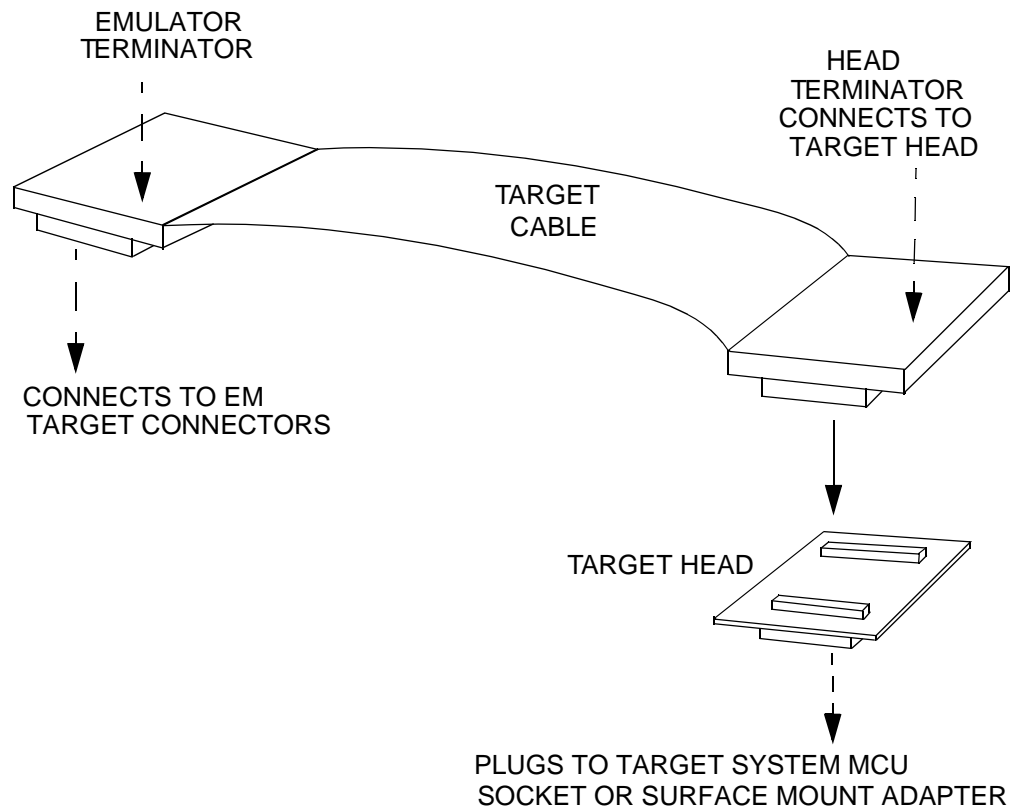 EMULATOR
TERMINATOR
HEAD
TERMINATOR
CONNECTS TO
TARGET HEAD
TARGET
CABLE
CONNECTS TO EM
TARGET CONNECTORS
TARGET HEAD
PLUGS TO TARGET SYSTEM MCU
SOCKET OR SURFACE MOUNT ADAPTER